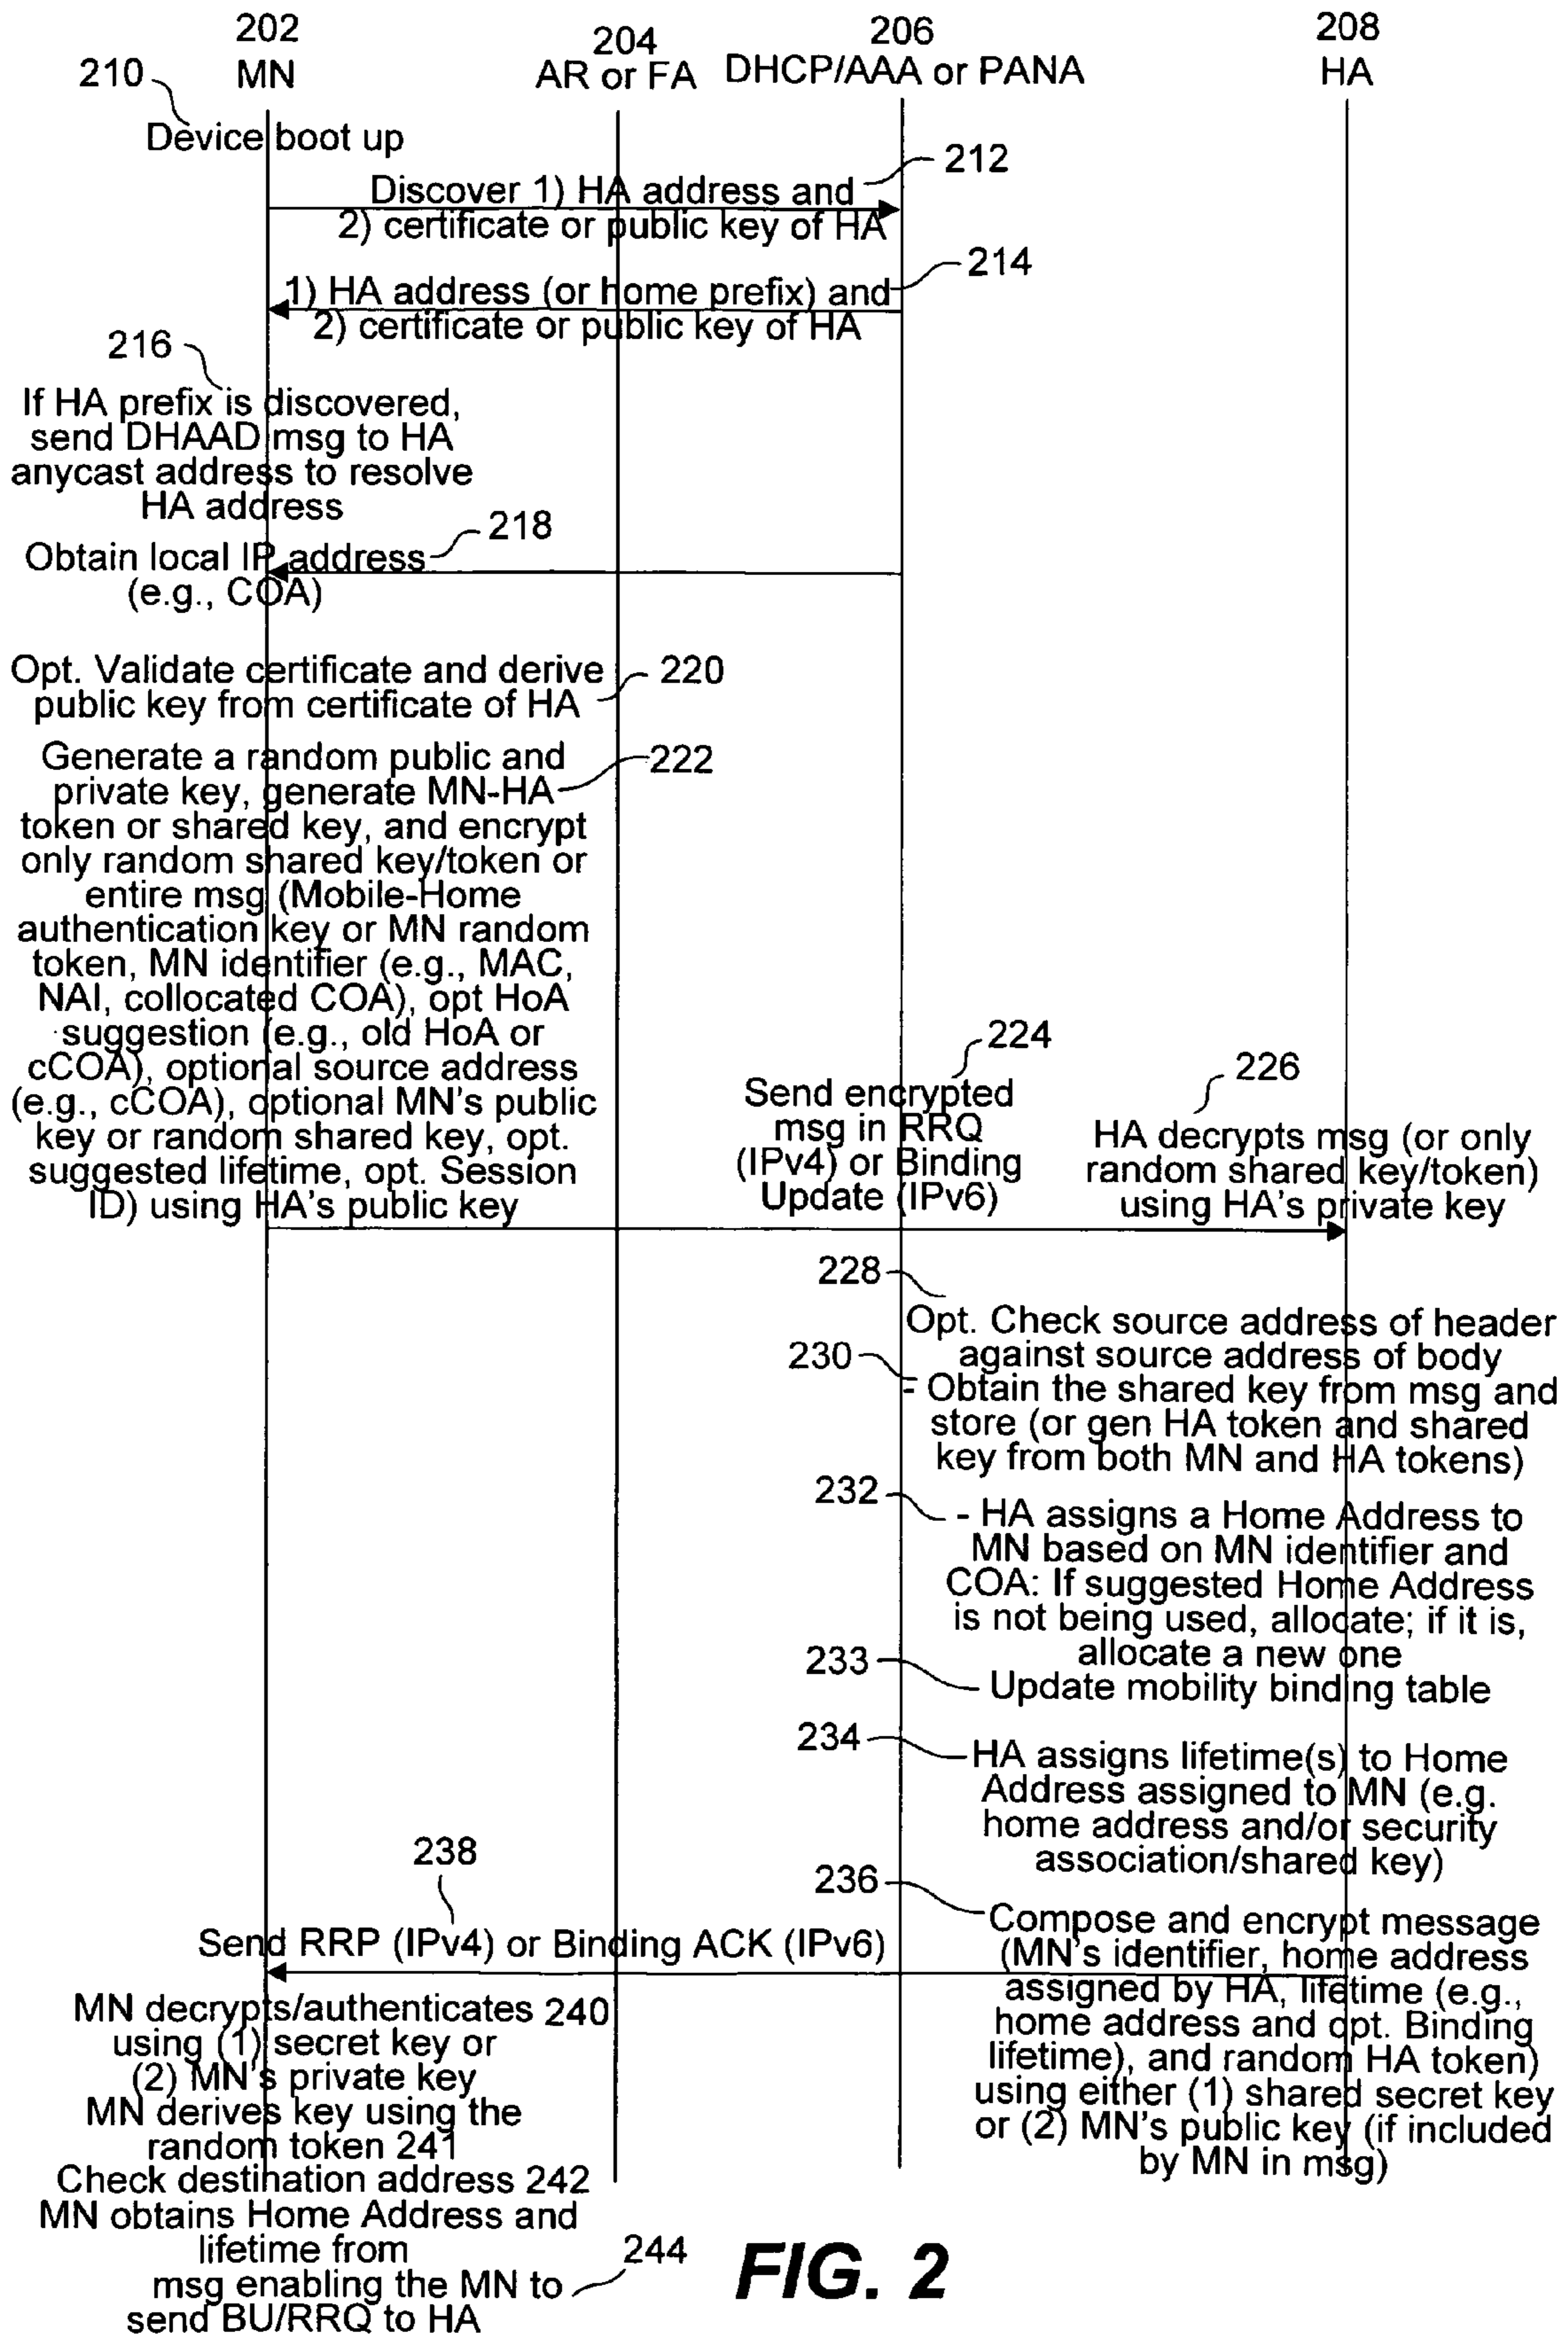 202
MN
204
AR or FA
206
DHCP/AAA or PANA
208
HA
210
Device boot up
212
Discover 1) HA address and
2) certificate or public key of HA
214
1) HA address (or home prefix) and
2) certificate or public key of HA
216
If HA prefix is discovered,
send DHAAD msg to HA
anycast address to resolve
HA address
218
Obtain local IP address
(e.g., COA)
Opt. Validate certificate and derive
public key from certificate of HA
220
Generate a random public and
private key, generate MN-HA
token or shared key, and encrypt
only random shared key/token or
entire msg (Mobile-Home
authentication key or MN random
token, MN identifier (e.g., MAC,
NAI, collocated COA), opt HoA
suggestion (e.g., old HoA or
cCOA), optional source address
(e.g., cCOA), optional MN's public
key or random shared key, opt.
suggested lifetime, opt. Session
ID) using HA's public key
222
224
Send encrypted
msg in RRQ
(IPv4) or Binding
Update (IPv6)
226
HA decrypts msg (or only
random shared key/token)
using HA's private key
228
Opt. Check source address of header
against source address of body
230
- Obtain the shared key from msg and
store (or gen HA token and shared
key from both MN and HA tokens)
232
- HA assigns a Home Address to
MN based on MN identifier and
COA: If suggested Home Address
is not being used, allocate; if it is,
allocate a new one
233
Update mobility binding table
234
HA assigns lifetime(s) to Home
Address assigned to MN (e.g.
home address and/or security
association/shared key)
236
Compose and encrypt message
(MN's identifier, home address
assigned by HA, lifetime (e.g.,
home address and opt. Binding
lifetime), and random HA token)
using either (1) shared secret key
or (2) MN's public key (if included
by MN in msg)
238
Send RRP (IPv4) or Binding ACK (IPv6)
MN decrypts/authenticates 240
using (1) secret key or
(2) MN's private key
MN derives key using the
random token 241
Check destination address 242
MN obtains Home Address and
lifetime from
msg enabling the MN to
send BU/RRQ to HA
244
FIG. 2